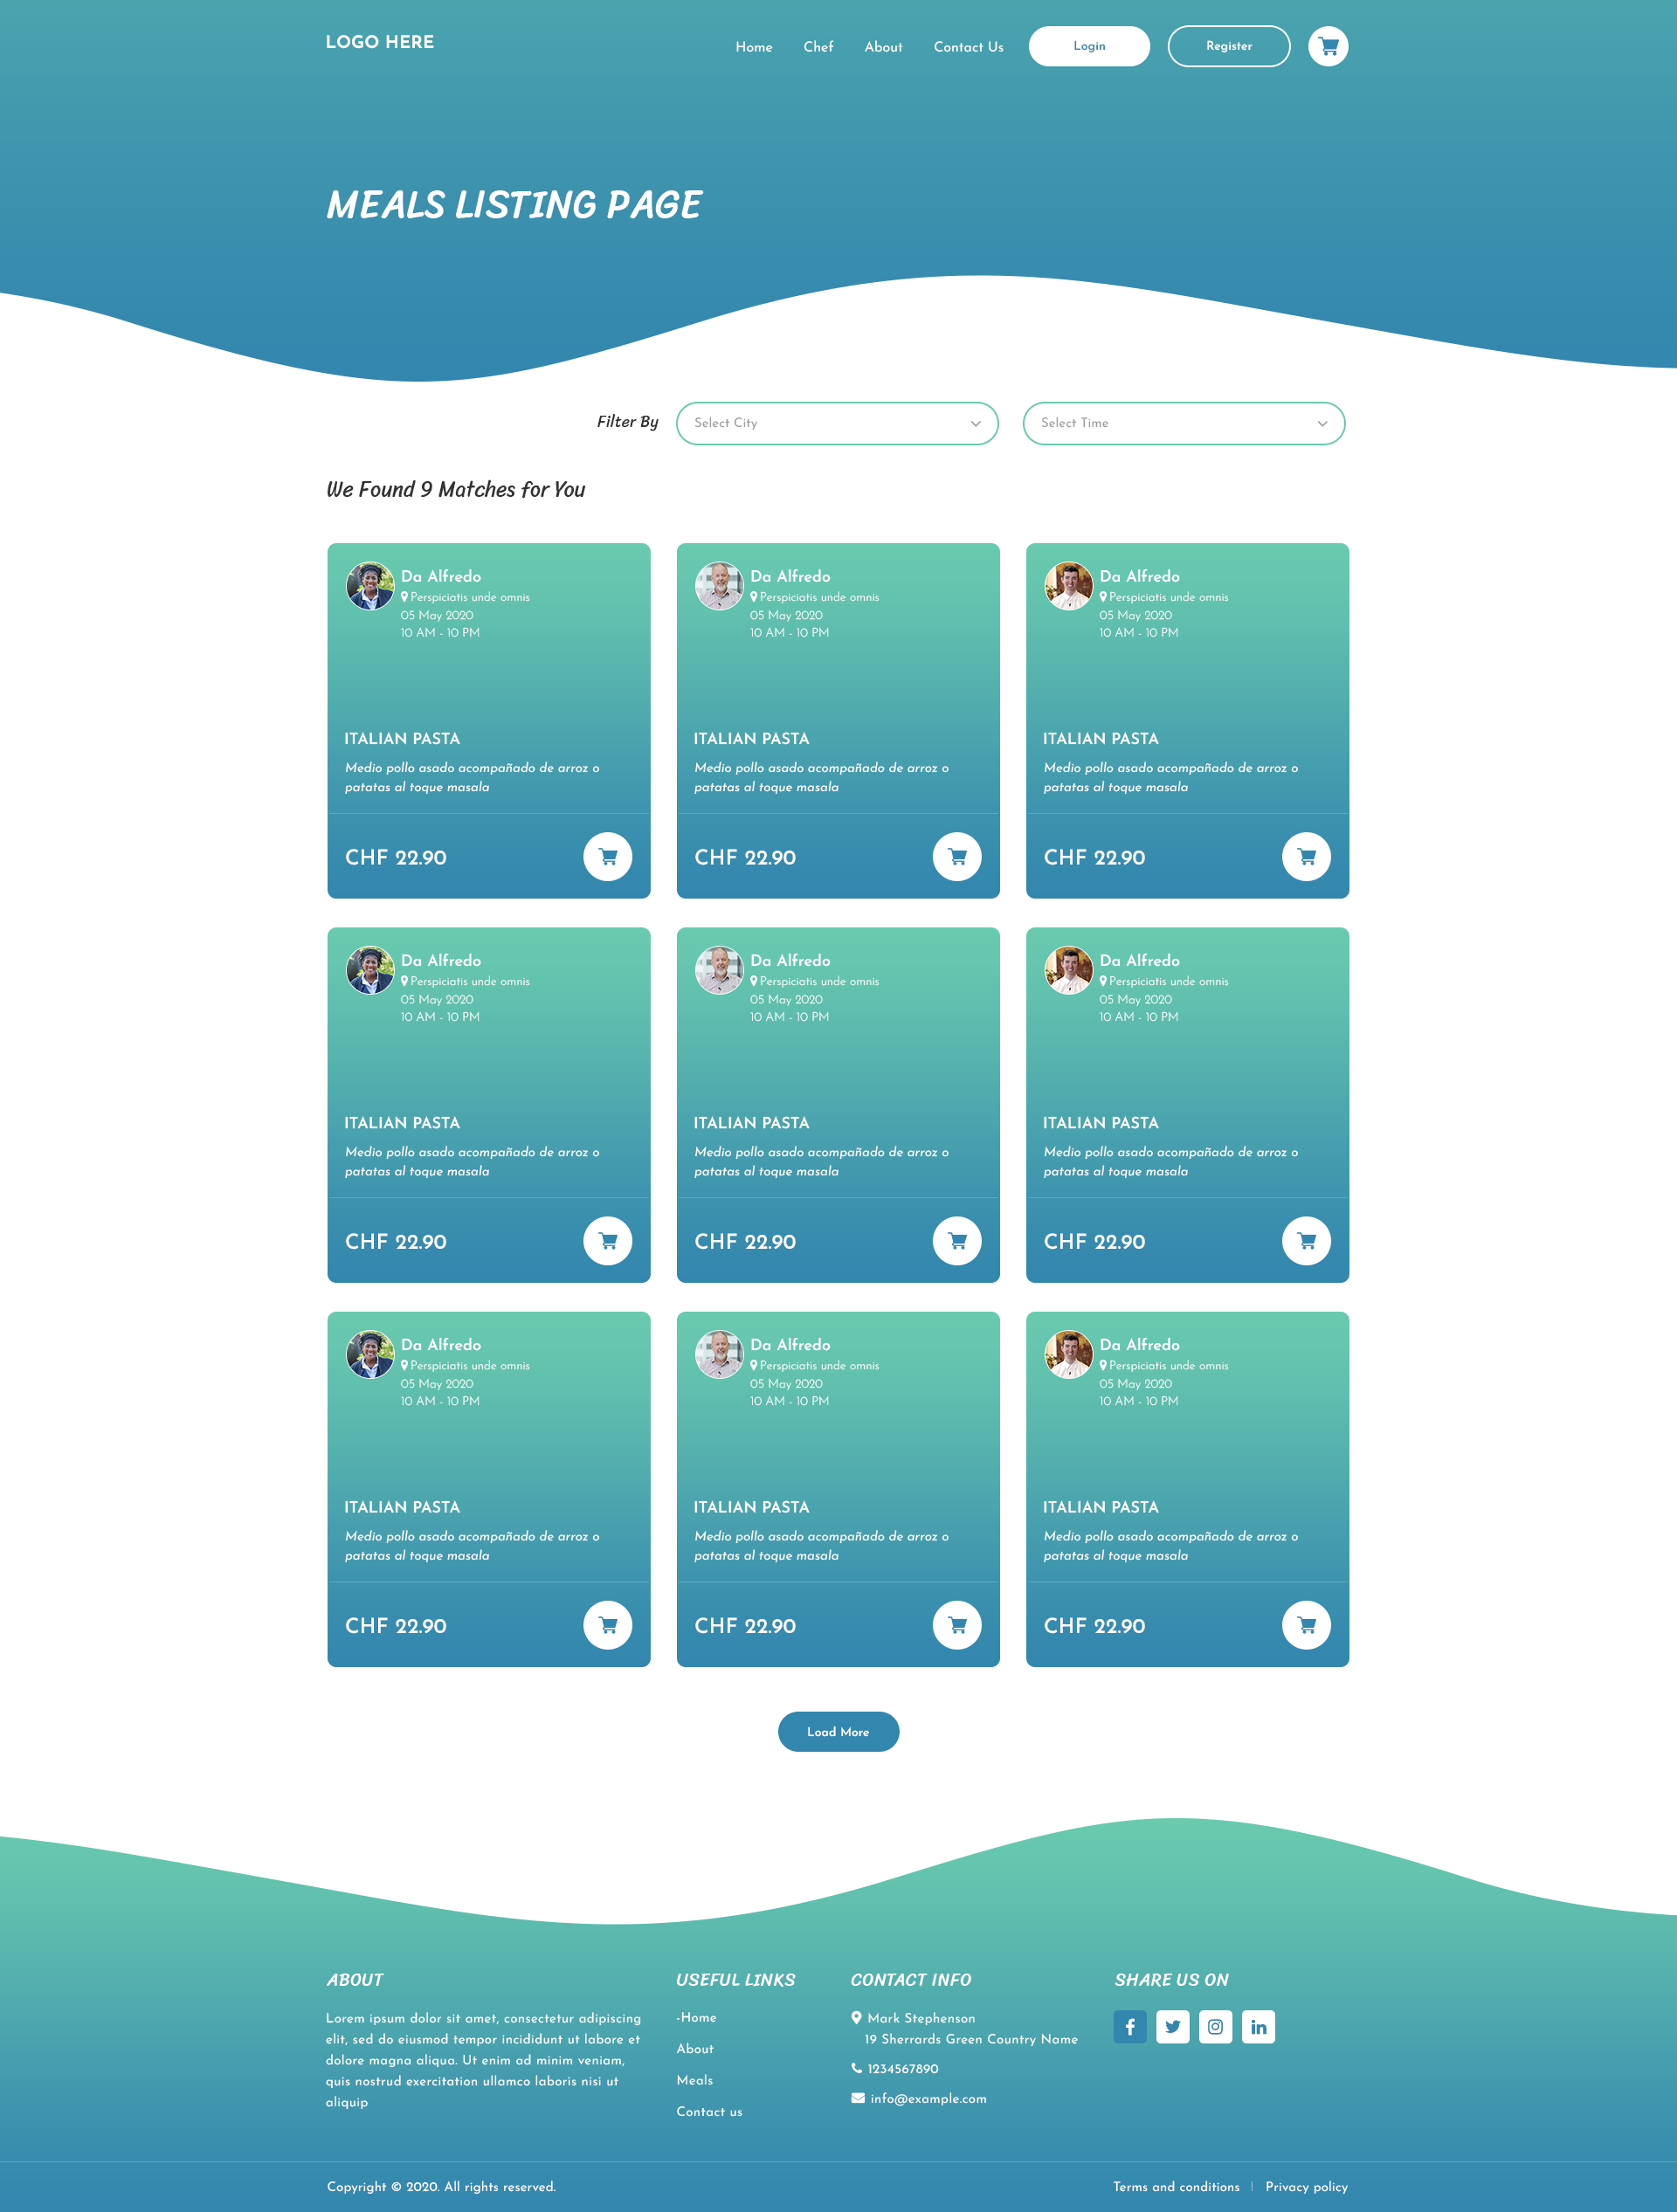 LOGO HERE
Home Chef About Contact Us Login Register
MEALS LISTING PAGE
Filter By Select City Select Time
We Found 9 Matches for You
Da Alfredo
Perspiciatis unde omnis
05 May 2020
10 AM - 10 PM
ITALIAN PASTA
Medio pollo asado acompañado de arroz o
patatas al toque masala
CHF 22.90
Da Alfredo
Perspiciatis unde omnis
05 May 2020
10 AM - 10 PM
ITALIAN PASTA
Medio pollo asado acompañado de arroz o
patatas al toque masala
CHF 22.90
Da Alfredo
Perspiciatis unde omnis
05 May 2020
10 AM - 10 PM
ITALIAN PASTA
Medio pollo asado acompañado de arroz o
patatas al toque masala
CHF 22.90
Da Alfredo
Perspiciatis unde omnis
05 May 2020
10 AM - 10 PM
ITALIAN PASTA
Medio pollo asado acompañado de arroz o
patatas al toque masala
CHF 22.90
Da Alfredo
Perspiciatis unde omnis
05 May 2020
10 AM - 10 PM
ITALIAN PASTA
Medio pollo asado acompañado de arroz o
patatas al toque masala
CHF 22.90
Da Alfredo
Perspiciatis unde omnis
05 May 2020
10 AM - 10 PM
ITALIAN PASTA
Medio pollo asado acompañado de arroz o
patatas al toque masala
CHF 22.90
Da Alfredo
Perspiciatis unde omnis
05 May 2020
10 AM - 10 PM
ITALIAN PASTA
Medio pollo asado acompañado de arroz o
patatas al toque masala
CHF 22.90
Da Alfredo
Perspiciatis unde omnis
05 May 2020
10 AM - 10 PM
ITALIAN PASTA
Medio pollo asado acompañado de arroz o
patatas al toque masala
CHF 22.90
Da Alfredo
Perspiciatis unde omnis
05 May 2020
10 AM - 10 PM
ITALIAN PASTA
Medio pollo asado acompañado de arroz o
patatas al toque masala
CHF 22.90
Load More
ABOUT
Lorem ipsum dolor sit amet, consectetur adipiscing
elit, sed do eiusmod tempor incididunt ut labore et
dolore magna aliqua. Ut enim ad minim veniam,
quis nostrud exercitation ullamco laboris nisi ut
aliquip
USEFUL LINKS
-Home
About
Meals
Contact us
CONTACT INFO
Mark Stephenson
19 Sherrards Green Country Name
1234567890
info@example.com
SHARE US ON
Copyright © 2020. All rights reserved.
Terms and conditions | Privacy policy